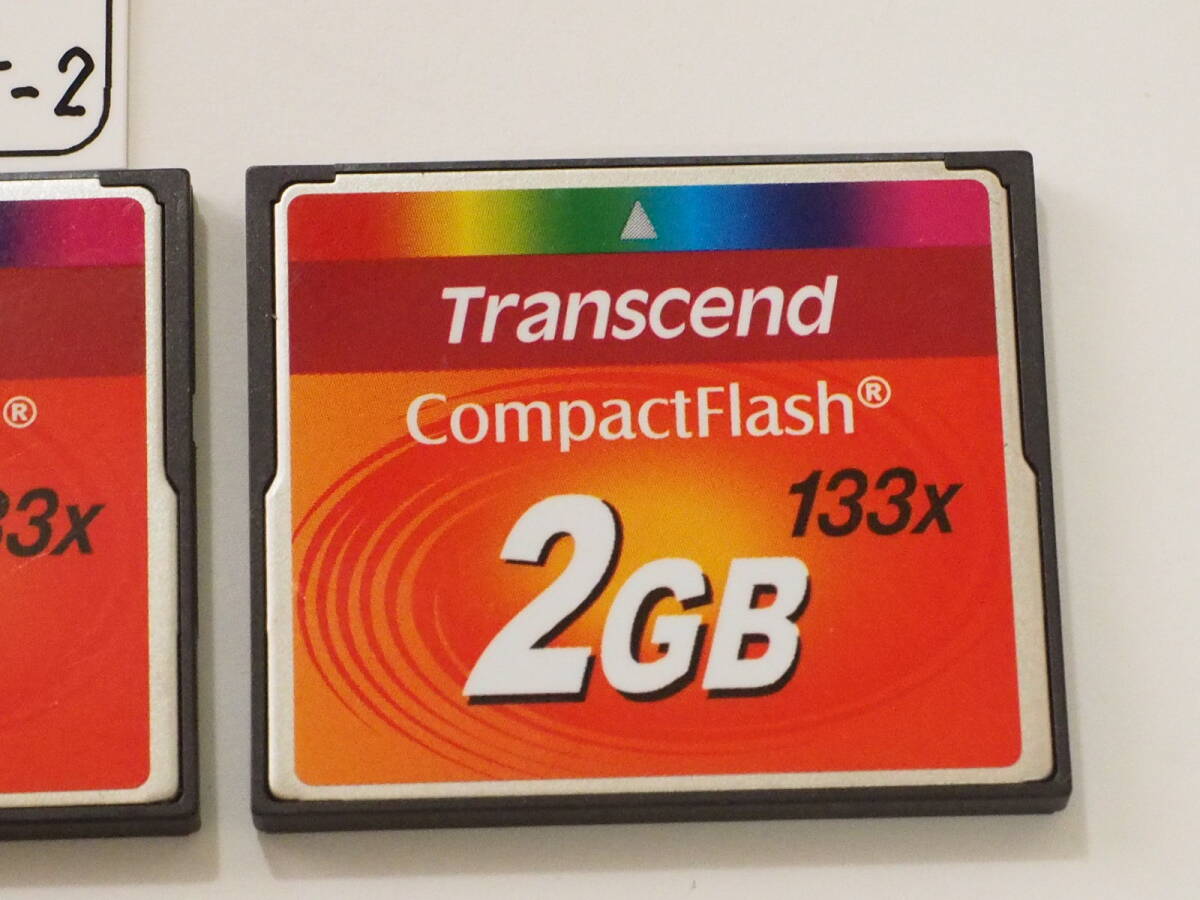 -2
Transcend
CompactFlash®
133x
2GB
®
33x